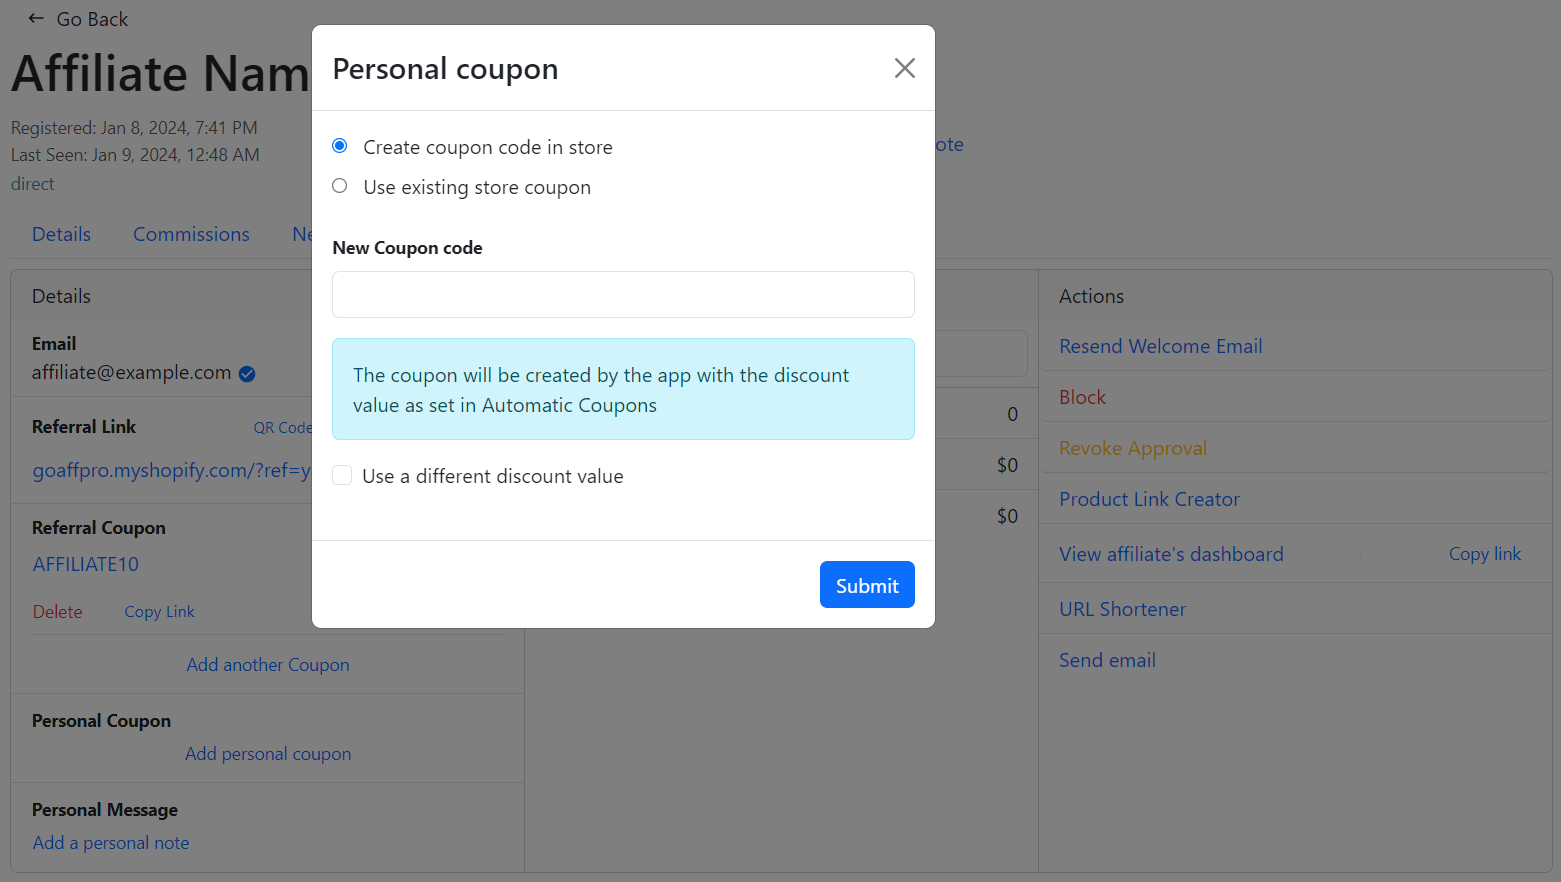 ← Go Back
Affiliate Nam
Registered: Jan 8, 2024, 7:41 PM
Last Seen: Jan 9, 2024, 12:48 AM
direct
ote
Details Commissions Ne
Personal coupon
Create coupon code in store
Use existing store coupon
New Coupon code
The coupon will be created by the app with the discount
value as set in Automatic Coupons
Use a different discount value
Submit
Details
Email
affiliate@example.com
Referral Link QR Code
goaffpro.myshopify.com/?ref=y
Referral Coupon
AFFILIATE10
Delete Copy Link
Add another Coupon
Personal Coupon
Add personal coupon
Personal Message
Add a personal note
0
$0
$0
Actions
Resend Welcome Email
Block
Revoke Approval
Product Link Creator
View affiliate's dashboard Copy link
URL Shortener
Send email